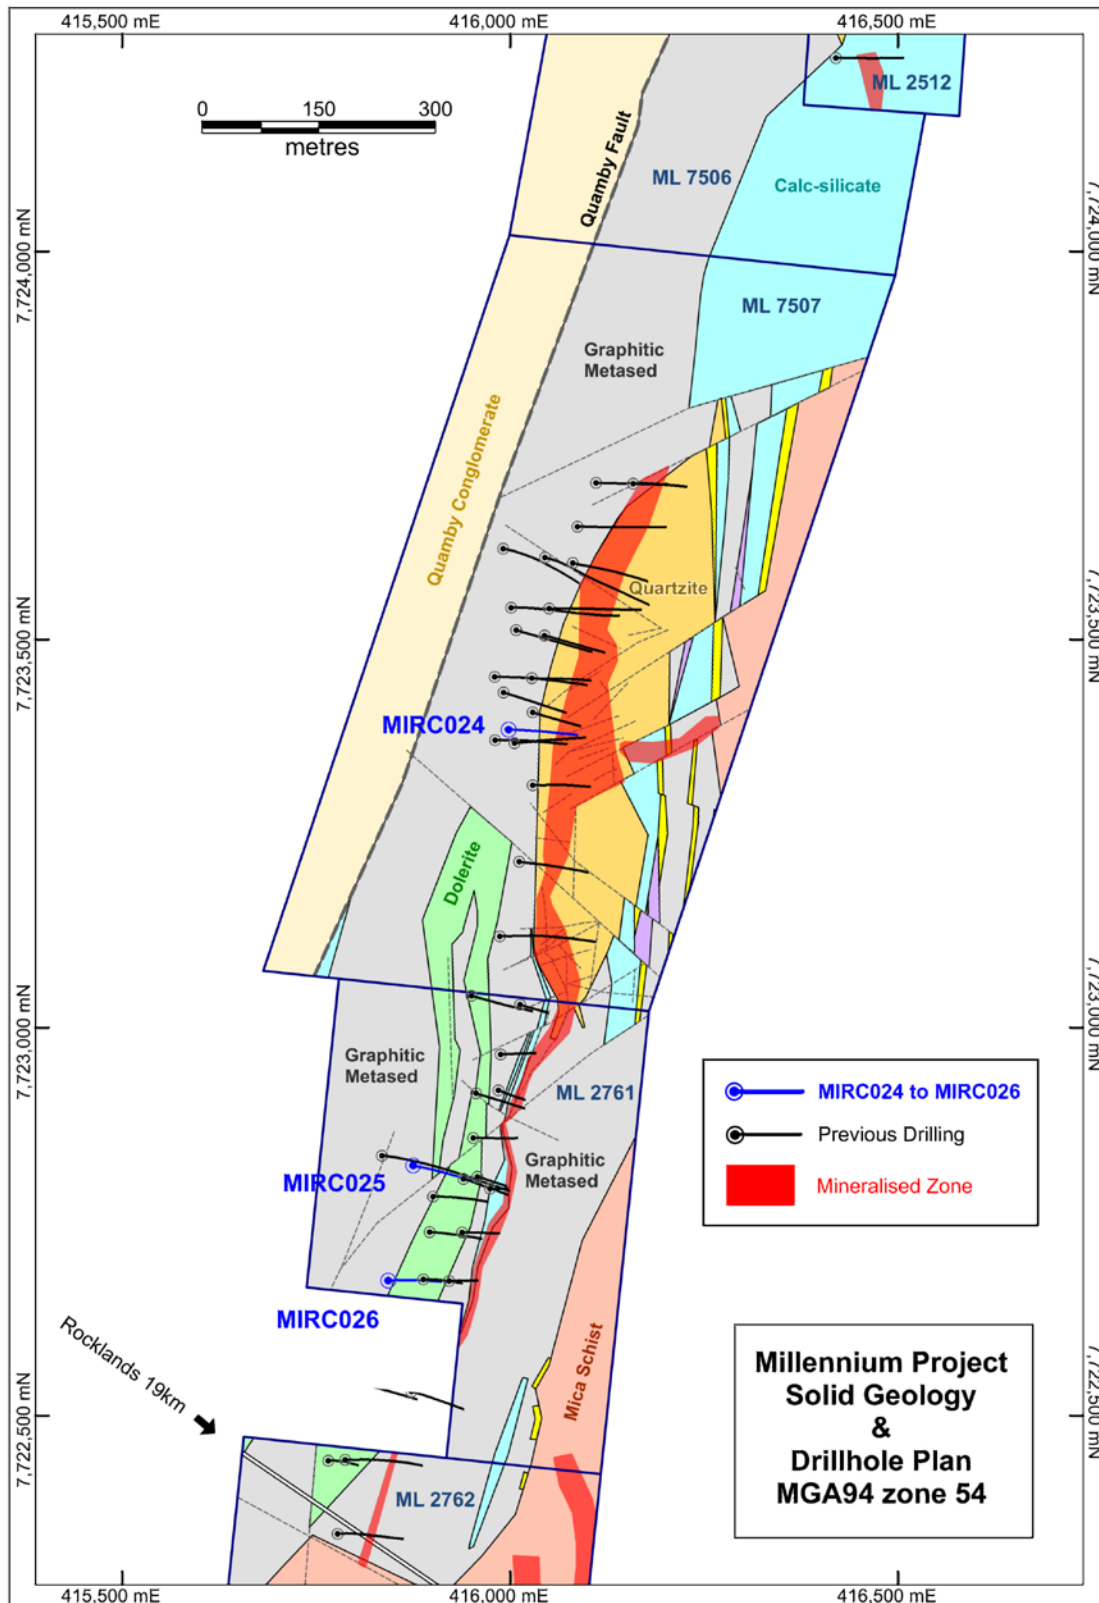 415,500 mE
416,000 mE
416,500 mE
0 150 300
metres
ML 2512
Quamby Fault
ML 7506
Calc-silicate
7,724,000 mN
7,724,000 mN
ML 7507
Graphitic
Metased
Quamby Conglomerate
Quartzite
7,723,500 mN
7,723,500 mN
MIRC024
Dolerite
7,723,000 mN
7,723,000 mN
Graphitic
Metased
ML 2761
Graphitic
Metased
MIRC025
MIRC026
MIRC024 to MIRC026
Previous Drilling
Mineralised Zone
Rocklands 19km
Mica Schist
7,722,500 mN
7,722,500 mN
ML 2762
Millennium Project
Solid Geology
&
Drillhole Plan
MGA94 zone 54
415,500 mE
416,000 mE
416,500 mE